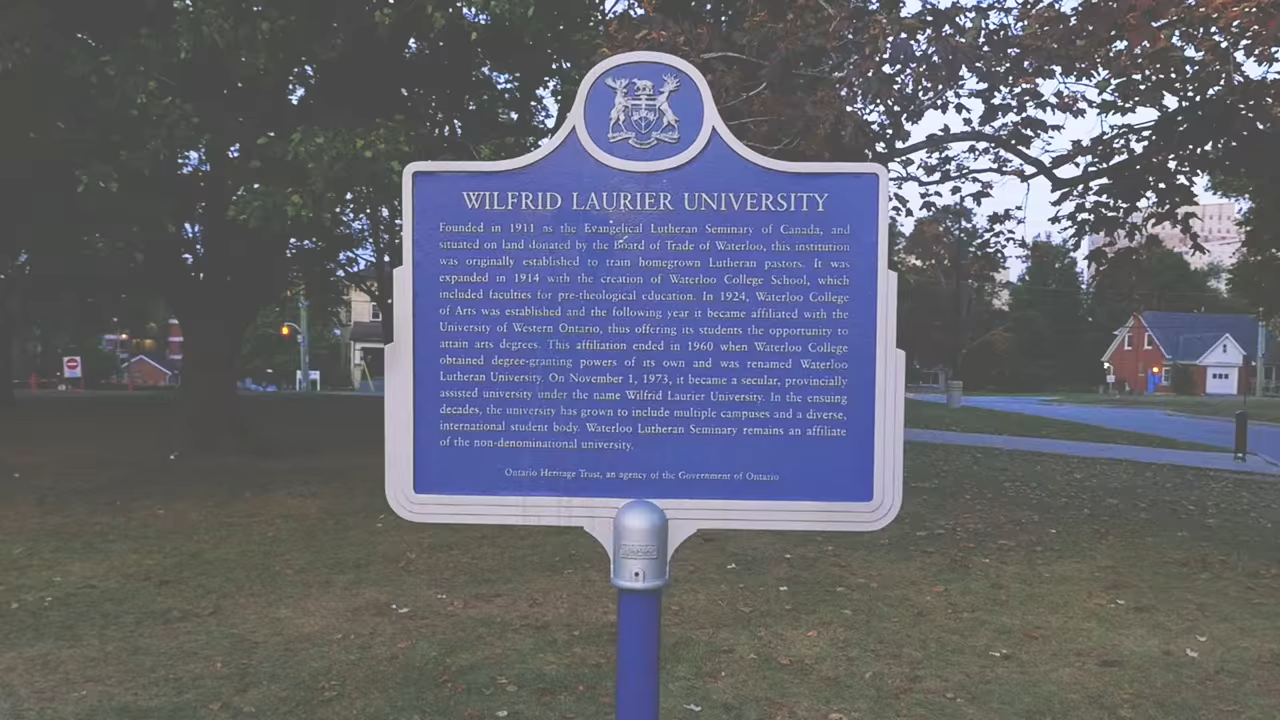 WILFRID LAURIER UNIVERSITY
Founded in 1911 as the Evangelical Lutheran Seminary of Canada, and
situated on land donated by the Board of Trade of Waterloo, this institution
was originally established to train homegrown Lutheran pastors. It was
expanded in 1914 with the creation of Waterloo College School, which
included faculties for pre-theological education. In 1924, Waterloo College
of Arts was established and the following year it became affiliated with the
University of Western Ontario, thus offering its students the opportunity to
attain arts degrees. This affiliation ended in 1960 when Waterloo College
obtained degree-granting powers of its own and was renamed Waterloo
Lutheran University. On November 1, 1973, it became a secular, provincially
assisted university under the name Wilfrid Laurier University. In the ensuing
decades, the university has grown to include multiple campuses and a diverse,
international student body. Waterloo Lutheran Seminary remains an affiliate
of the non-denominational university.
Ontario Heritage Trust, an agency of the Government of Ontario